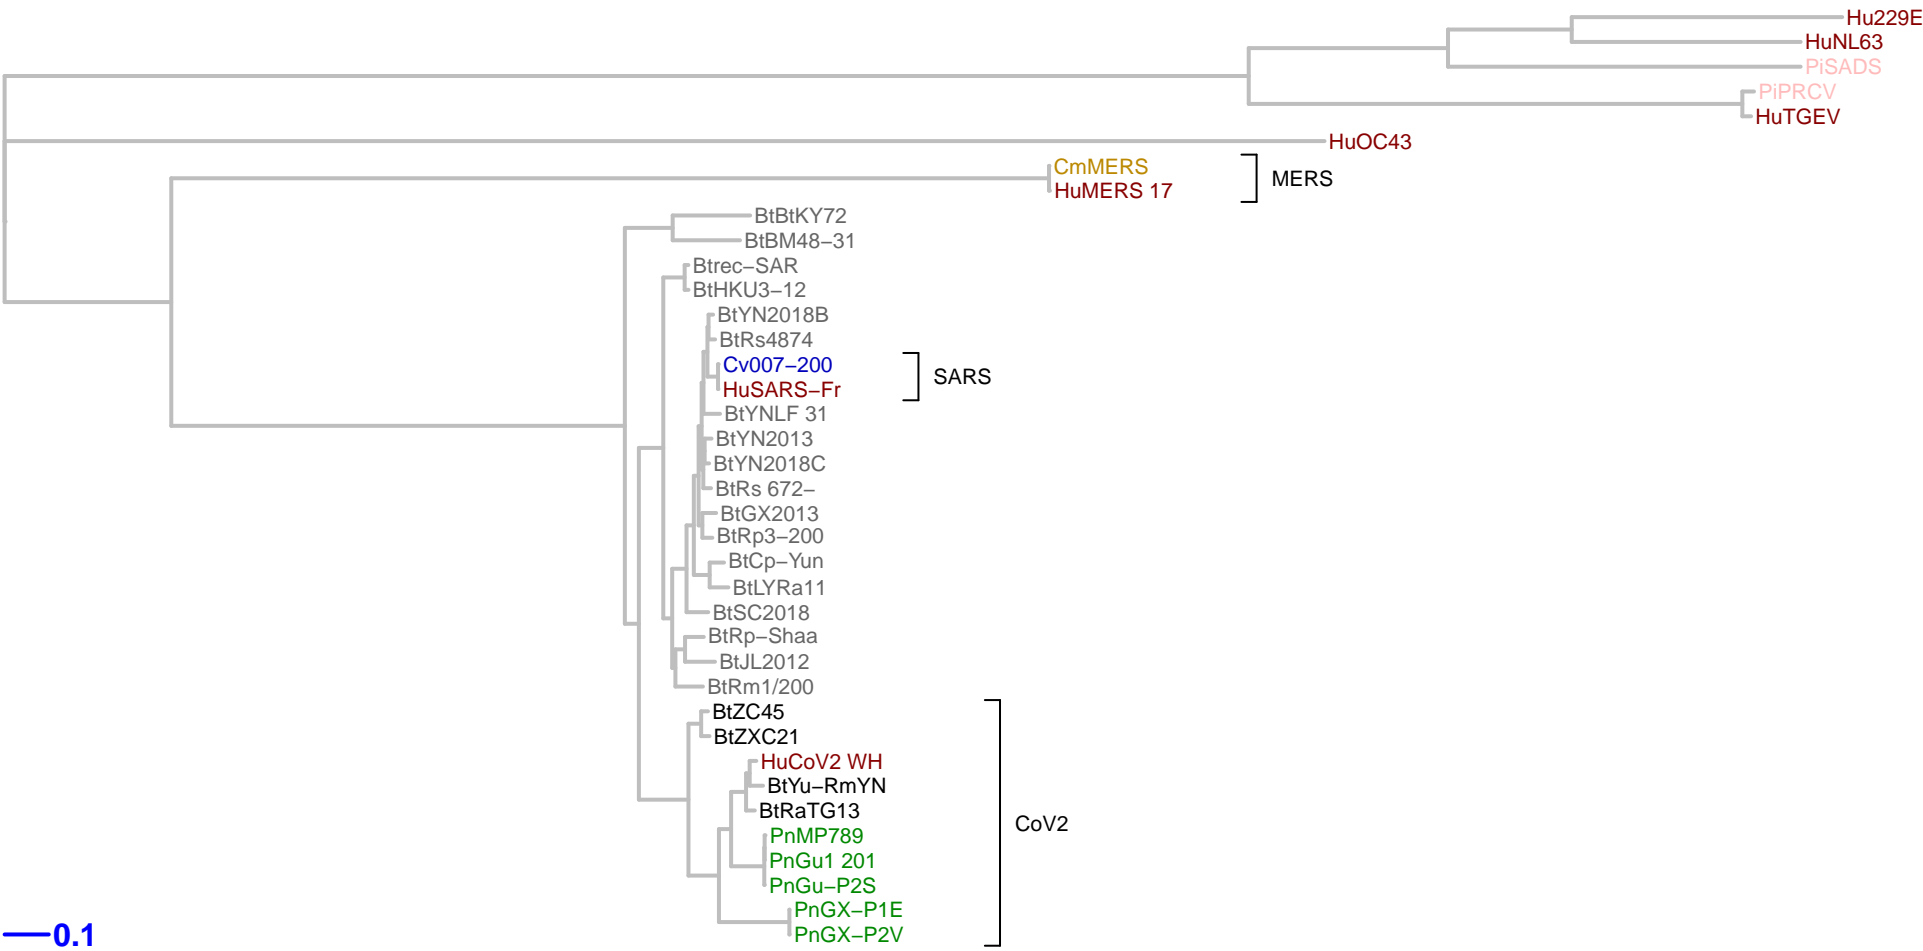 Hu229E
HuNL63
PiSADS
PiPRCV
HuTGEV
HuOC43
CmMERS
HuMERS 17
MERS
BtBtKY72
BtBM48−31
Btrec−SAR
BtHKU3−12
BtYN2018B
BtRs4874
Cv007−200
HuSARS−Fr
SARS
BtYNLF 31
BtYN2013
BtYN2018C
BtRs 672−
BtGX2013
BtRp3−200
BtCp−Yun
BtLYRa11
BtSC2018
BtRp−Shaa
BtJL2012
BtRm1/200
BtZC45
BtZXC21
HuCoV2 WH
BtYu−RmYN
BtRaTG13
PnMP789
PnGu1 201
PnGu−P2S
PnGX−P1E
PnGX−P2V
CoV2
0.1